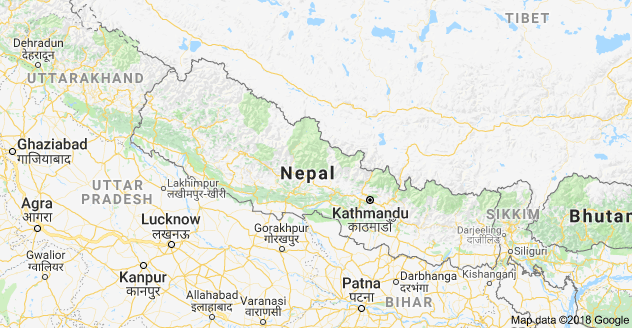 TIBET
Dehradun
देहरादून
UTTARAKHAND
Ghaziabad
गाजियाबाद
Nepal
UTTAR
PRADESH
Lakhimpur
लखीमपुर-खीरी
Agra
आगरा
Kathmandu
काठमाडौँ
SIKKIM
Bhutan
Lucknow
लखनऊ
Gorakhpur
गोरखपुर
Darjeeling
दार्जीलिंग
Siliguri
Gwalior
ग्वालियर
Kanpur
कानपुर
Patna
पटना
Darbhanga
दरभंगा
Kishanganj
BIHAR
Allahabad
इलाहाबाद
Varanasi
वाराणसी
Map data ©2018 Google